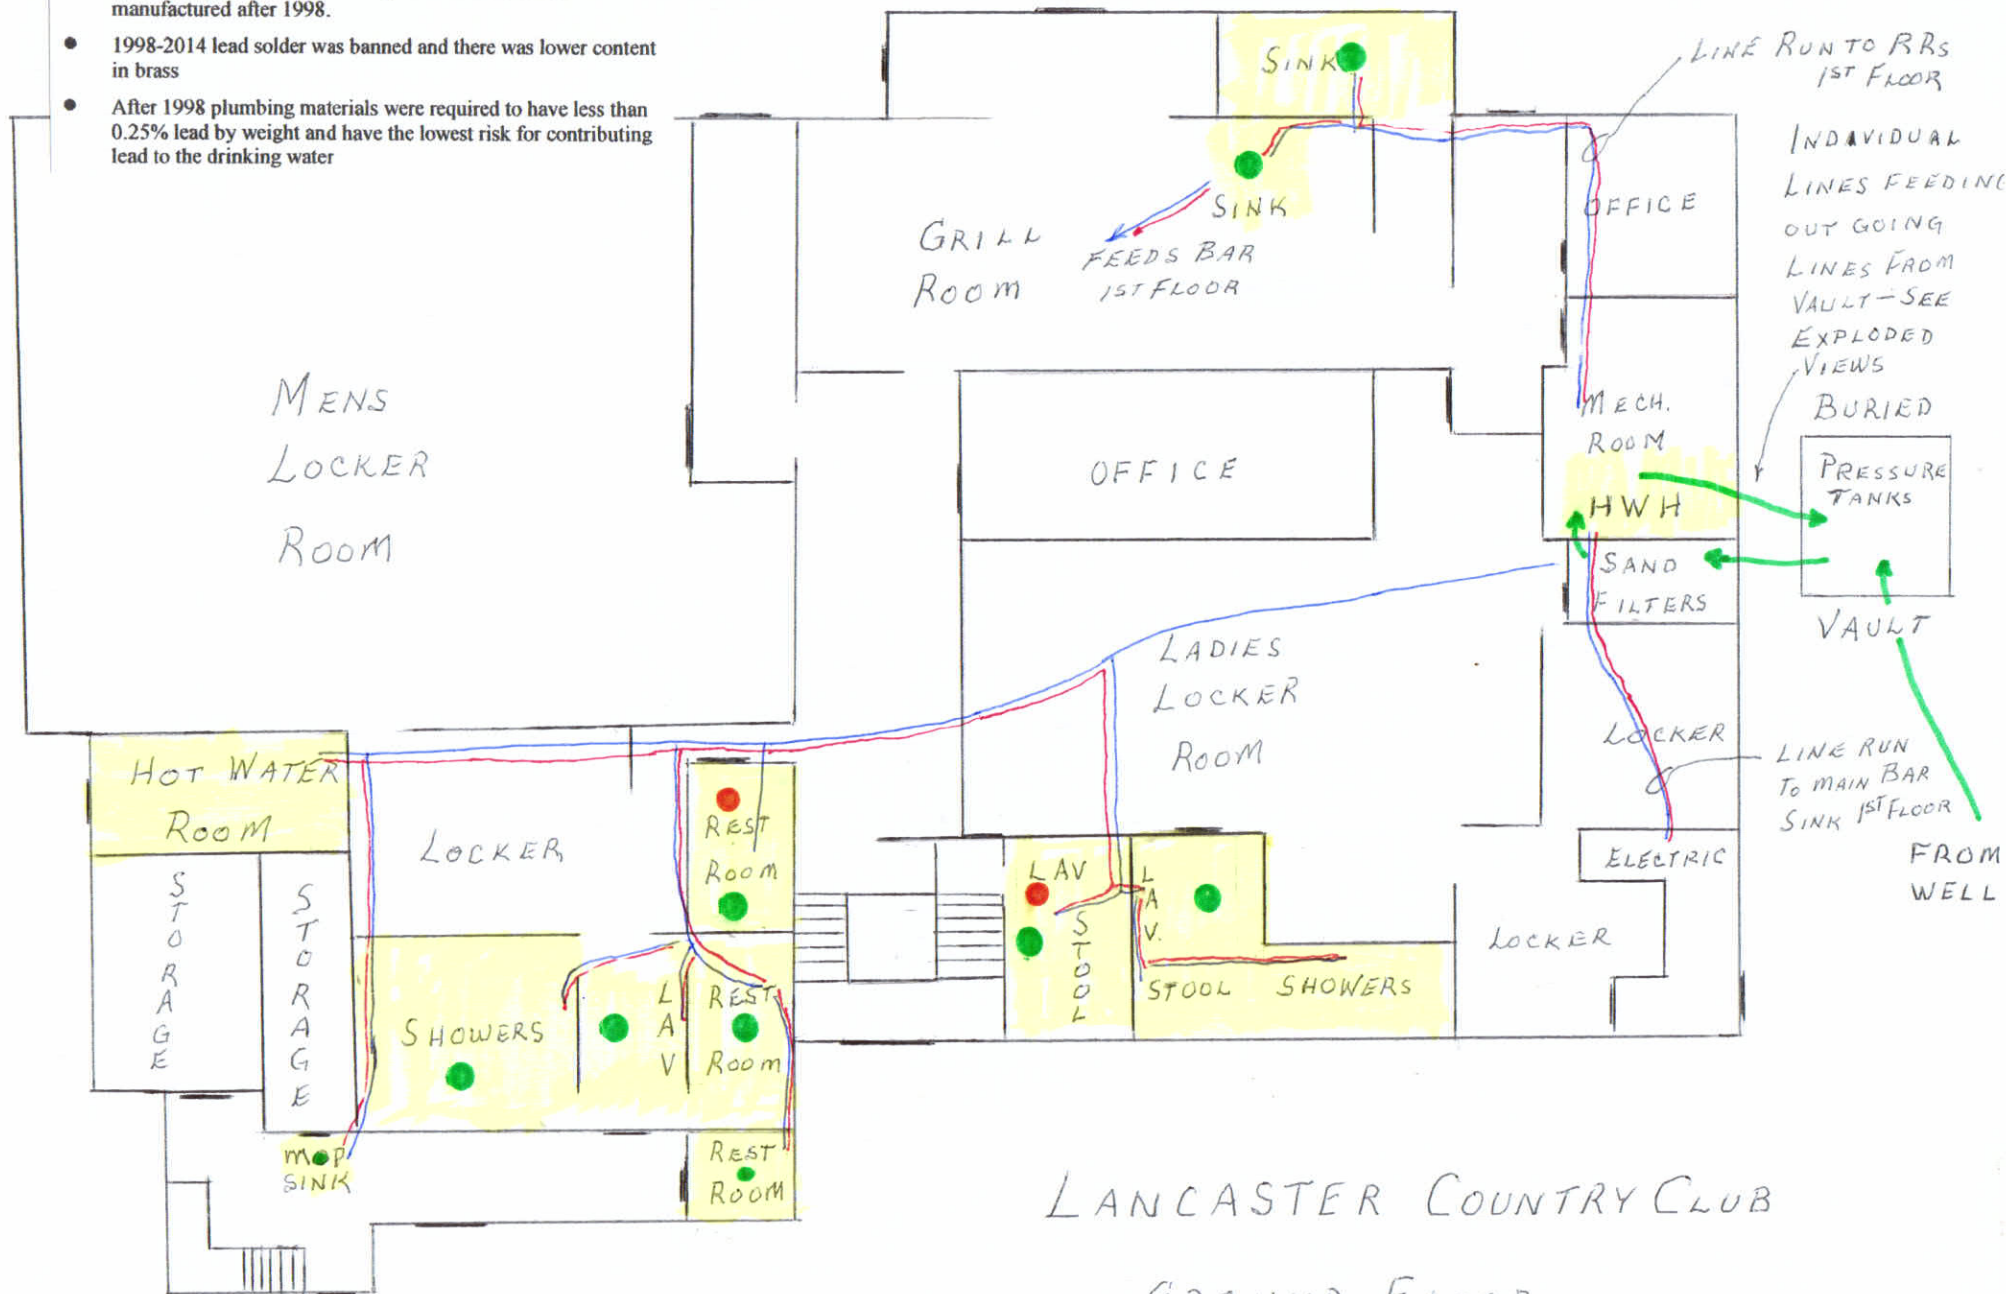 manufactured after 1998.
● 1998-2014 lead solder was banned and there was lower content
in brass
● After 1998 plumbing materials were required to have less than
0.25% lead by weight and have the lowest risk for contributing
lead to the drinking water
SINK
LINE RUN TO RRs
1ST FLOOR
INDAVIDUAL
LINES FEEDING
OUT GOING
LINES FROM
VAULT - SEE
EXPLODED
VIEWS
SINK
OFFICE
GRILL
ROOM
FEEDS BAR
1ST FLOOR
MENS
LOCKER
ROOM
OFFICE
MECH.
ROOM
HWH
BURIED
PRESSURE
TANKS
VAULT
SAND
FILTERS
LADIES
LOCKER
ROOM
LOCKER
LINE RUN
TO MAIN BAR
SINK 1ST FLOOR
FROM
WELL
HOT WATER
ROOM
LOCKER
REST
ROOM
LAV
STOOL
LAV.
STOOL
SHOWERS
ELECTRIC
LOCKER
STORAGE
STORAGE
SHOWERS
LAV
REST
ROOM
MOP
SINK
REST
ROOM
LANCASTER COUNTRY CLUB
GROUND FLOOR